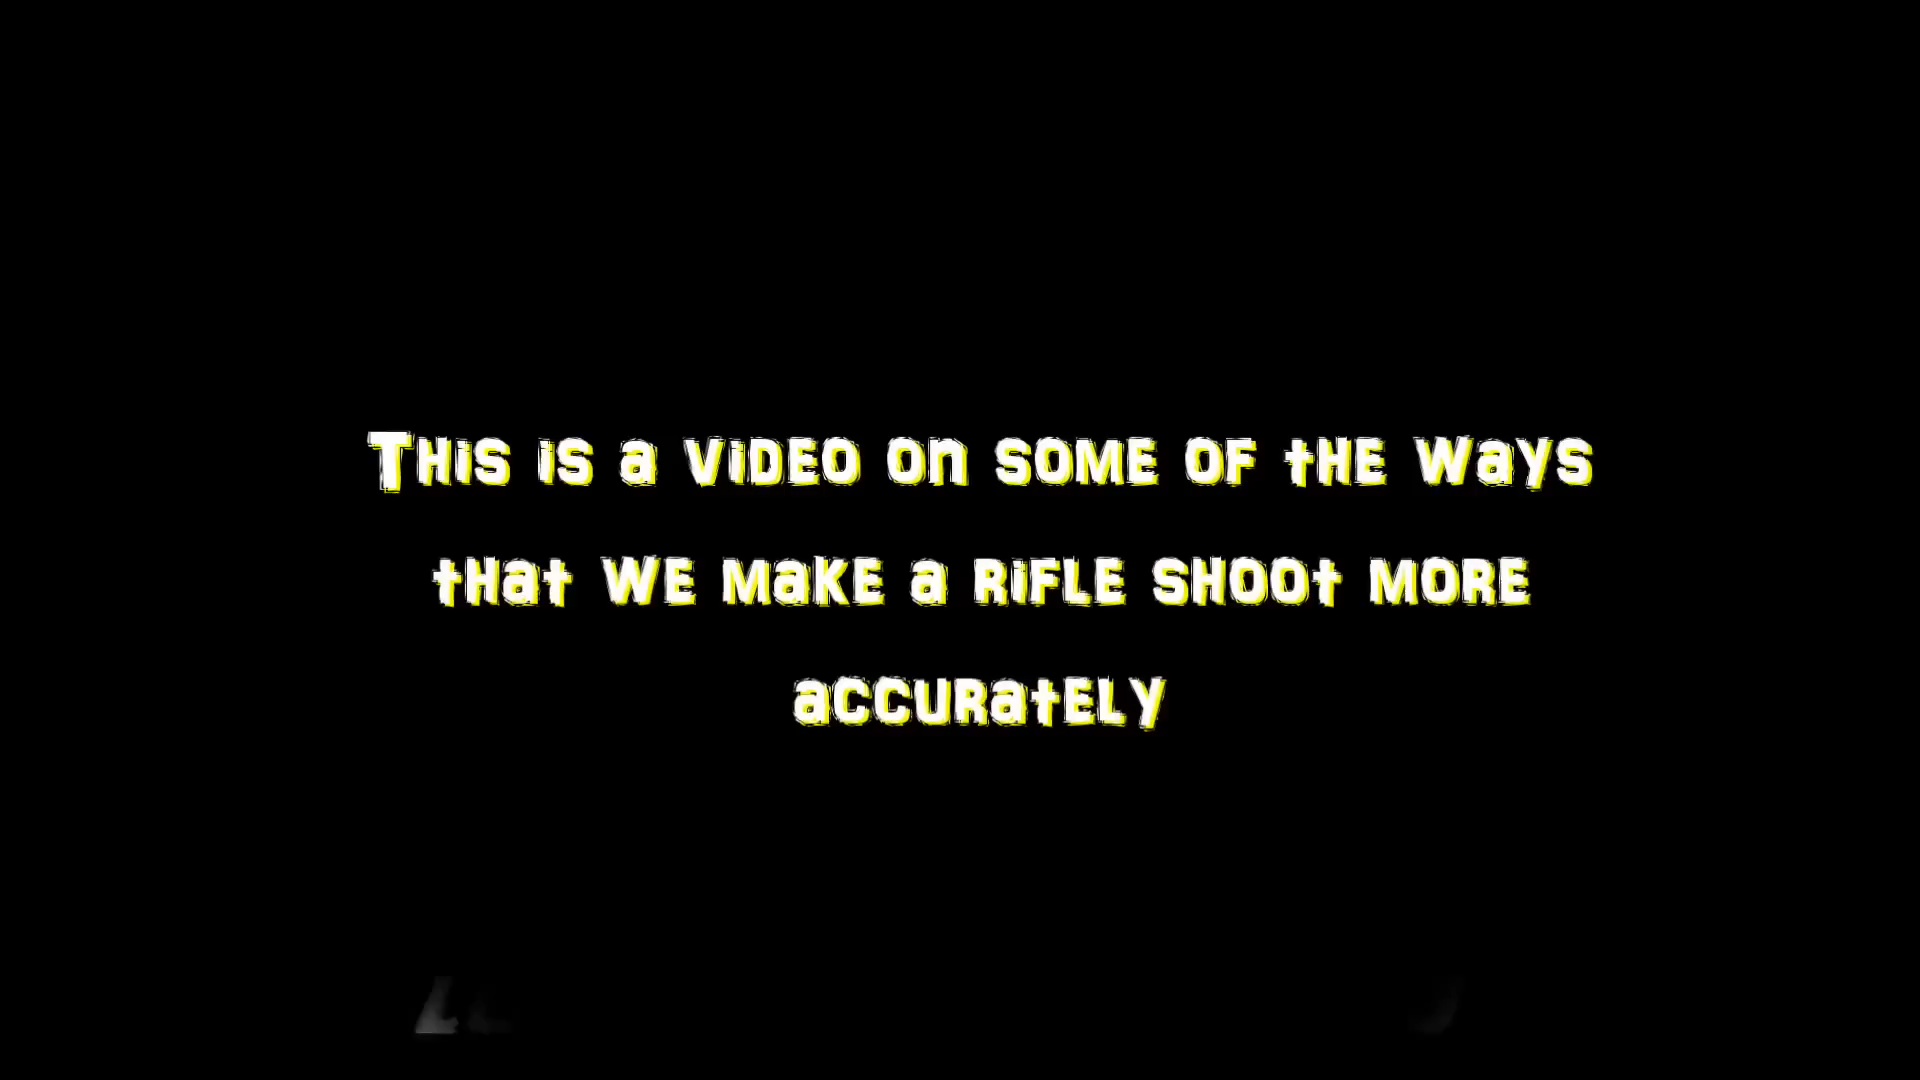 This is a video on some of the ways
that we make a rifle shoot more
accurately